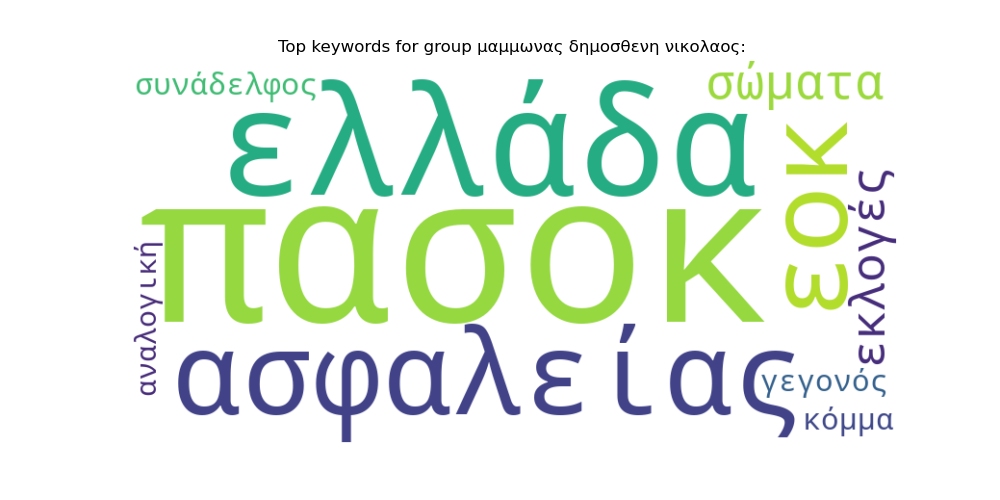 Top keywords for group μαμμωνας δημοσθενη νικολαος:
συνάδελφος
σώματα
ελλάδα
εοκ
εκλογές
πασοκ
αναλογική
ασφαλείας
γεγονός
κόμμα